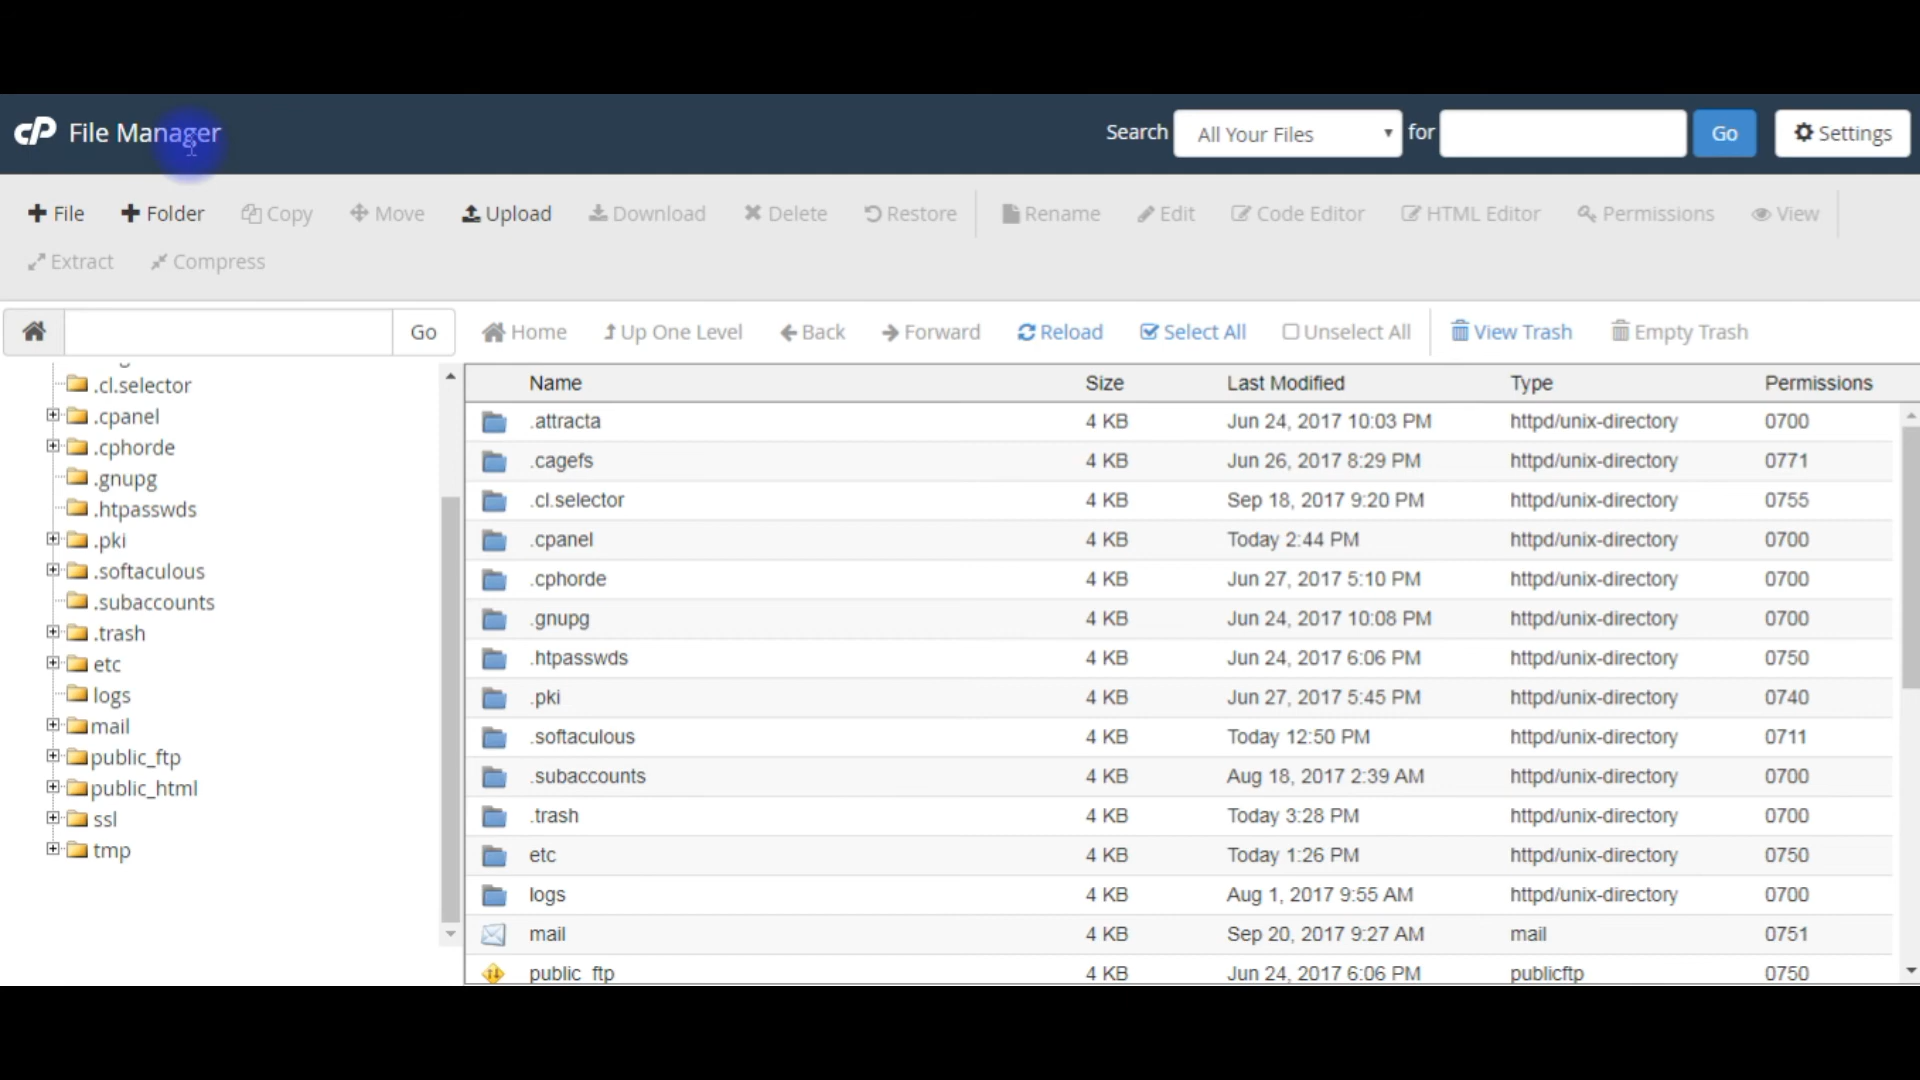 cP File Manager Search All Your Files for Go Settings
File Folder Copy Move Upload Download Delete Restore Rename Edit Code Editor HTML Editor Permissions View
Extract Compress
Go Home Up One Level Back Forward Reload Select All Unselect All View Trash Empty Trash
.cl.selector
.cpanel
.cphorde
.gnupg
.htpasswds
.pki
.softaculous
.subaccounts
.trash
etc
logs
mail
public_ftp
public_html
ssl
tmp
Name Size Last Modified Type Permissions
.attracta 4 KB Jun 24, 2017 10:03 PM httpd/unix-directory 0700
.cagefs 4 KB Jun 26, 2017 8:29 PM httpd/unix-directory 0771
.cl.selector 4 KB Sep 18, 2017 9:20 PM httpd/unix-directory 0755
.cpanel 4 KB Today 2:44 PM httpd/unix-directory 0700
.cphorde 4 KB Jun 27, 2017 5:10 PM httpd/unix-directory 0700
.gnupg 4 KB Jun 24, 2017 10:08 PM httpd/unix-directory 0700
.htpasswds 4 KB Jun 24, 2017 6:06 PM httpd/unix-directory 0750
.pki 4 KB Jun 27, 2017 5:45 PM httpd/unix-directory 0740
.softaculous 4 KB Today 12:50 PM httpd/unix-directory 0711
.subaccounts 4 KB Aug 18, 2017 2:39 AM httpd/unix-directory 0700
.trash 4 KB Today 3:28 PM httpd/unix-directory 0700
etc 4 KB Today 1:26 PM httpd/unix-directory 0750
logs 4 KB Aug 1, 2017 9:55 AM httpd/unix-directory 0700
mail 4 KB Sep 20, 2017 9:27 AM mail 0751
public_ftp 4 KB Jun 24, 2017 6:06 PM publicftp 0750